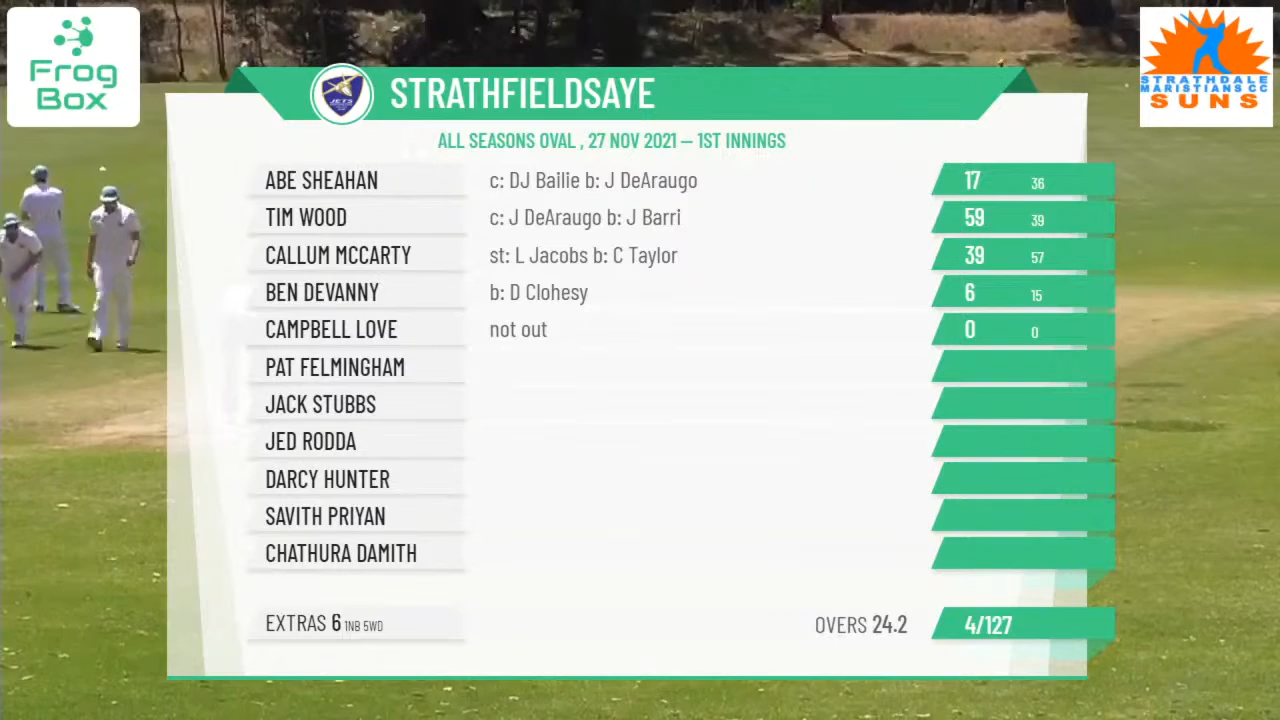 Frog
Box
STRATHDALE
MARISTIANS CC
SUNS
JETS
STRATHFIELDSAYE
ALL SEASONS OVAL , 27 NOV 2021 – 1ST INNINGS
ABE SHEAHAN c: DJ Bailie b: J DeAraugo 17 36
TIM WOOD c: J DeAraugo b: J Barri 59 39
CALLUM MCCARTY st: L Jacobs b: C Taylor 39 57
BEN DEVANNY b: D Clohesy 6 15
CAMPBELL LOVE not out 0 0
PAT FELMINGHAM
JACK STUBBS
JED RODDA
DARCY HUNTER
SAVITH PRIYAN
CHATHURA DAMITH
EXTRAS 6 1NB 5WD OVERS 24.2 4/127